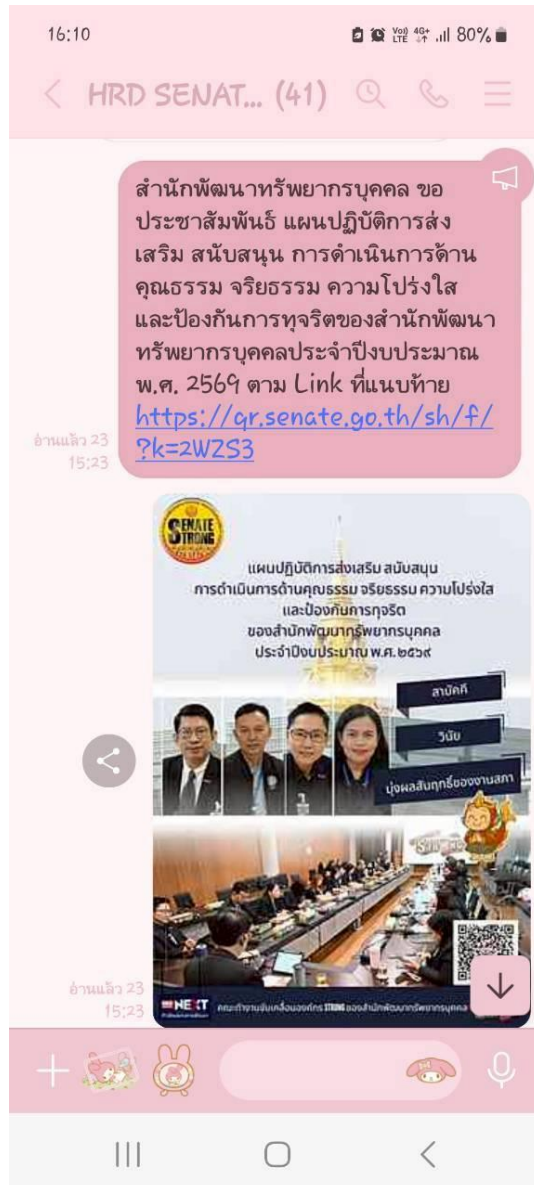 16:10
Voll LTE 4G+ 80%
HRD SENAT... (41)
สำนักพัฒนาทรัพยากรบุคคล ขอ
ประชาสัมพันธ์ แผนปฏิบัติการส่ง
เสริม สนับสนุน การดำเนินการด้าน
คุณธรรม จริยธรรม ความโปร่งใส
และป้องกันการทุจริตของสำนักพัฒนา
ทรัพยากรบุคคลประจำปีงบประมาณ
พ.ศ. 2569 ตาม Link ที่แนบท้าย
https://qr.senate.go.th/sh/f/
?k=2WZS3
อ่านแล้ว 23
15:23
SENATE
STRONG
แผนปฏิบัติการส่งเสริม สนับสนุน
การดำเนินการด้านคุณธรรม จริยธรรม ความโปร่งใส
และป้องกันการทุจริต
ของสำนักพัฒนาทรัพยากรบุคคล
ประจำปีงบประมาณ พ.ศ. ๒๕๖๙
สามัคคี
วินัย
มุ่งผลสัมฤทธิ์ของงานสภา
NEXT
คณะทำงานขับเคลื่อนองค์กร STRONG ของสำนักพัฒนาทรัพยากรบุคคล
อ่านแล้ว 23
15:23